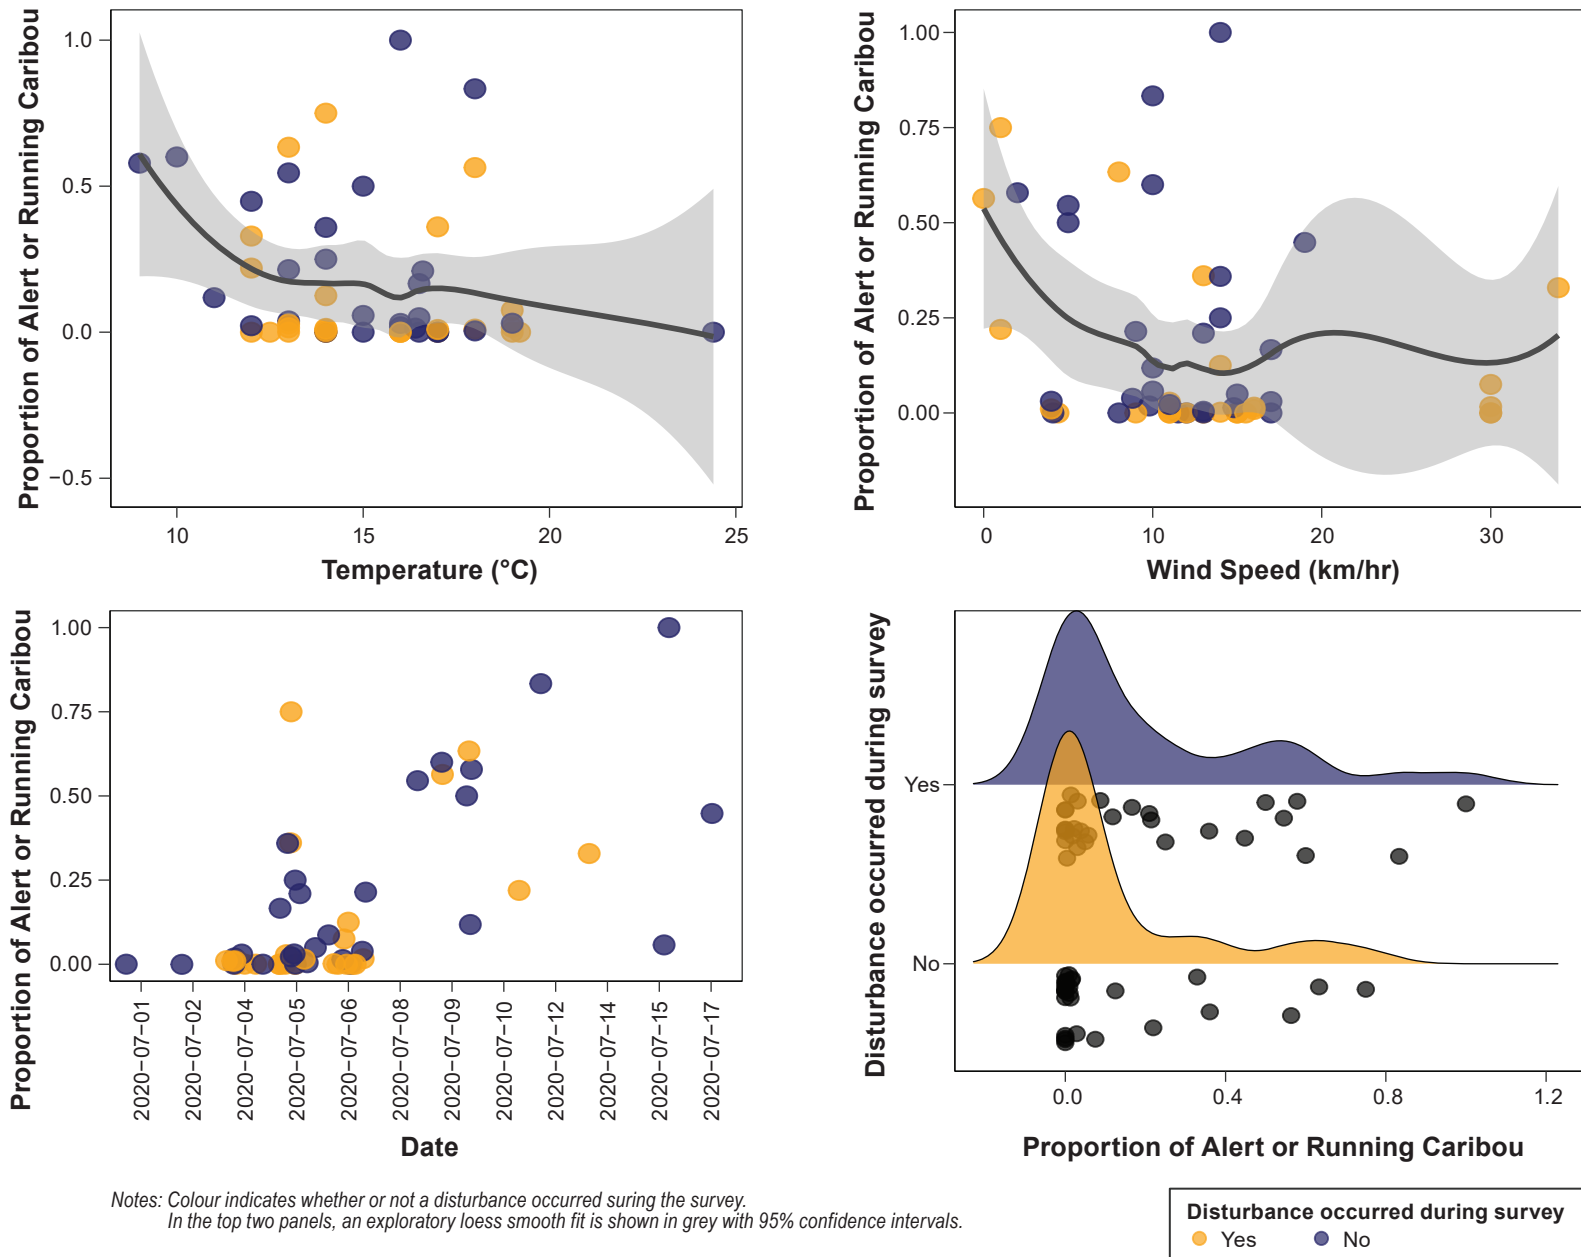 Proportion of Alert or Running Caribou
1.0
0.5
0.0
−0.5
10
15
20
25
Temperature (°C)
Proportion of Alert or Running Caribou
1.00
0.75
0.50
0.25
0.00
0
10
20
30
Wind Speed (km/hr)
Proportion of Alert or Running Caribou
1.00
0.75
0.50
0.25
0.00
2020−07−01
2020−07−02
2020−07−04
2020−07−05
2020−07−06
2020−07−08
2020−07−09
2020−07−10
2020−07−12
2020−07−14
2020−07−15
2020−07−17
Date
Disturbance occurred during survey
Yes
No
0.0
0.4
0.8
1.2
Proportion of Alert or Running Caribou
Notes: Colour indicates whether or not a disturbance occurred suring the survey.
In the top two panels, an exploratory loess smooth fit is shown in grey with 95% confidence intervals.
Disturbance occurred during survey
Yes No